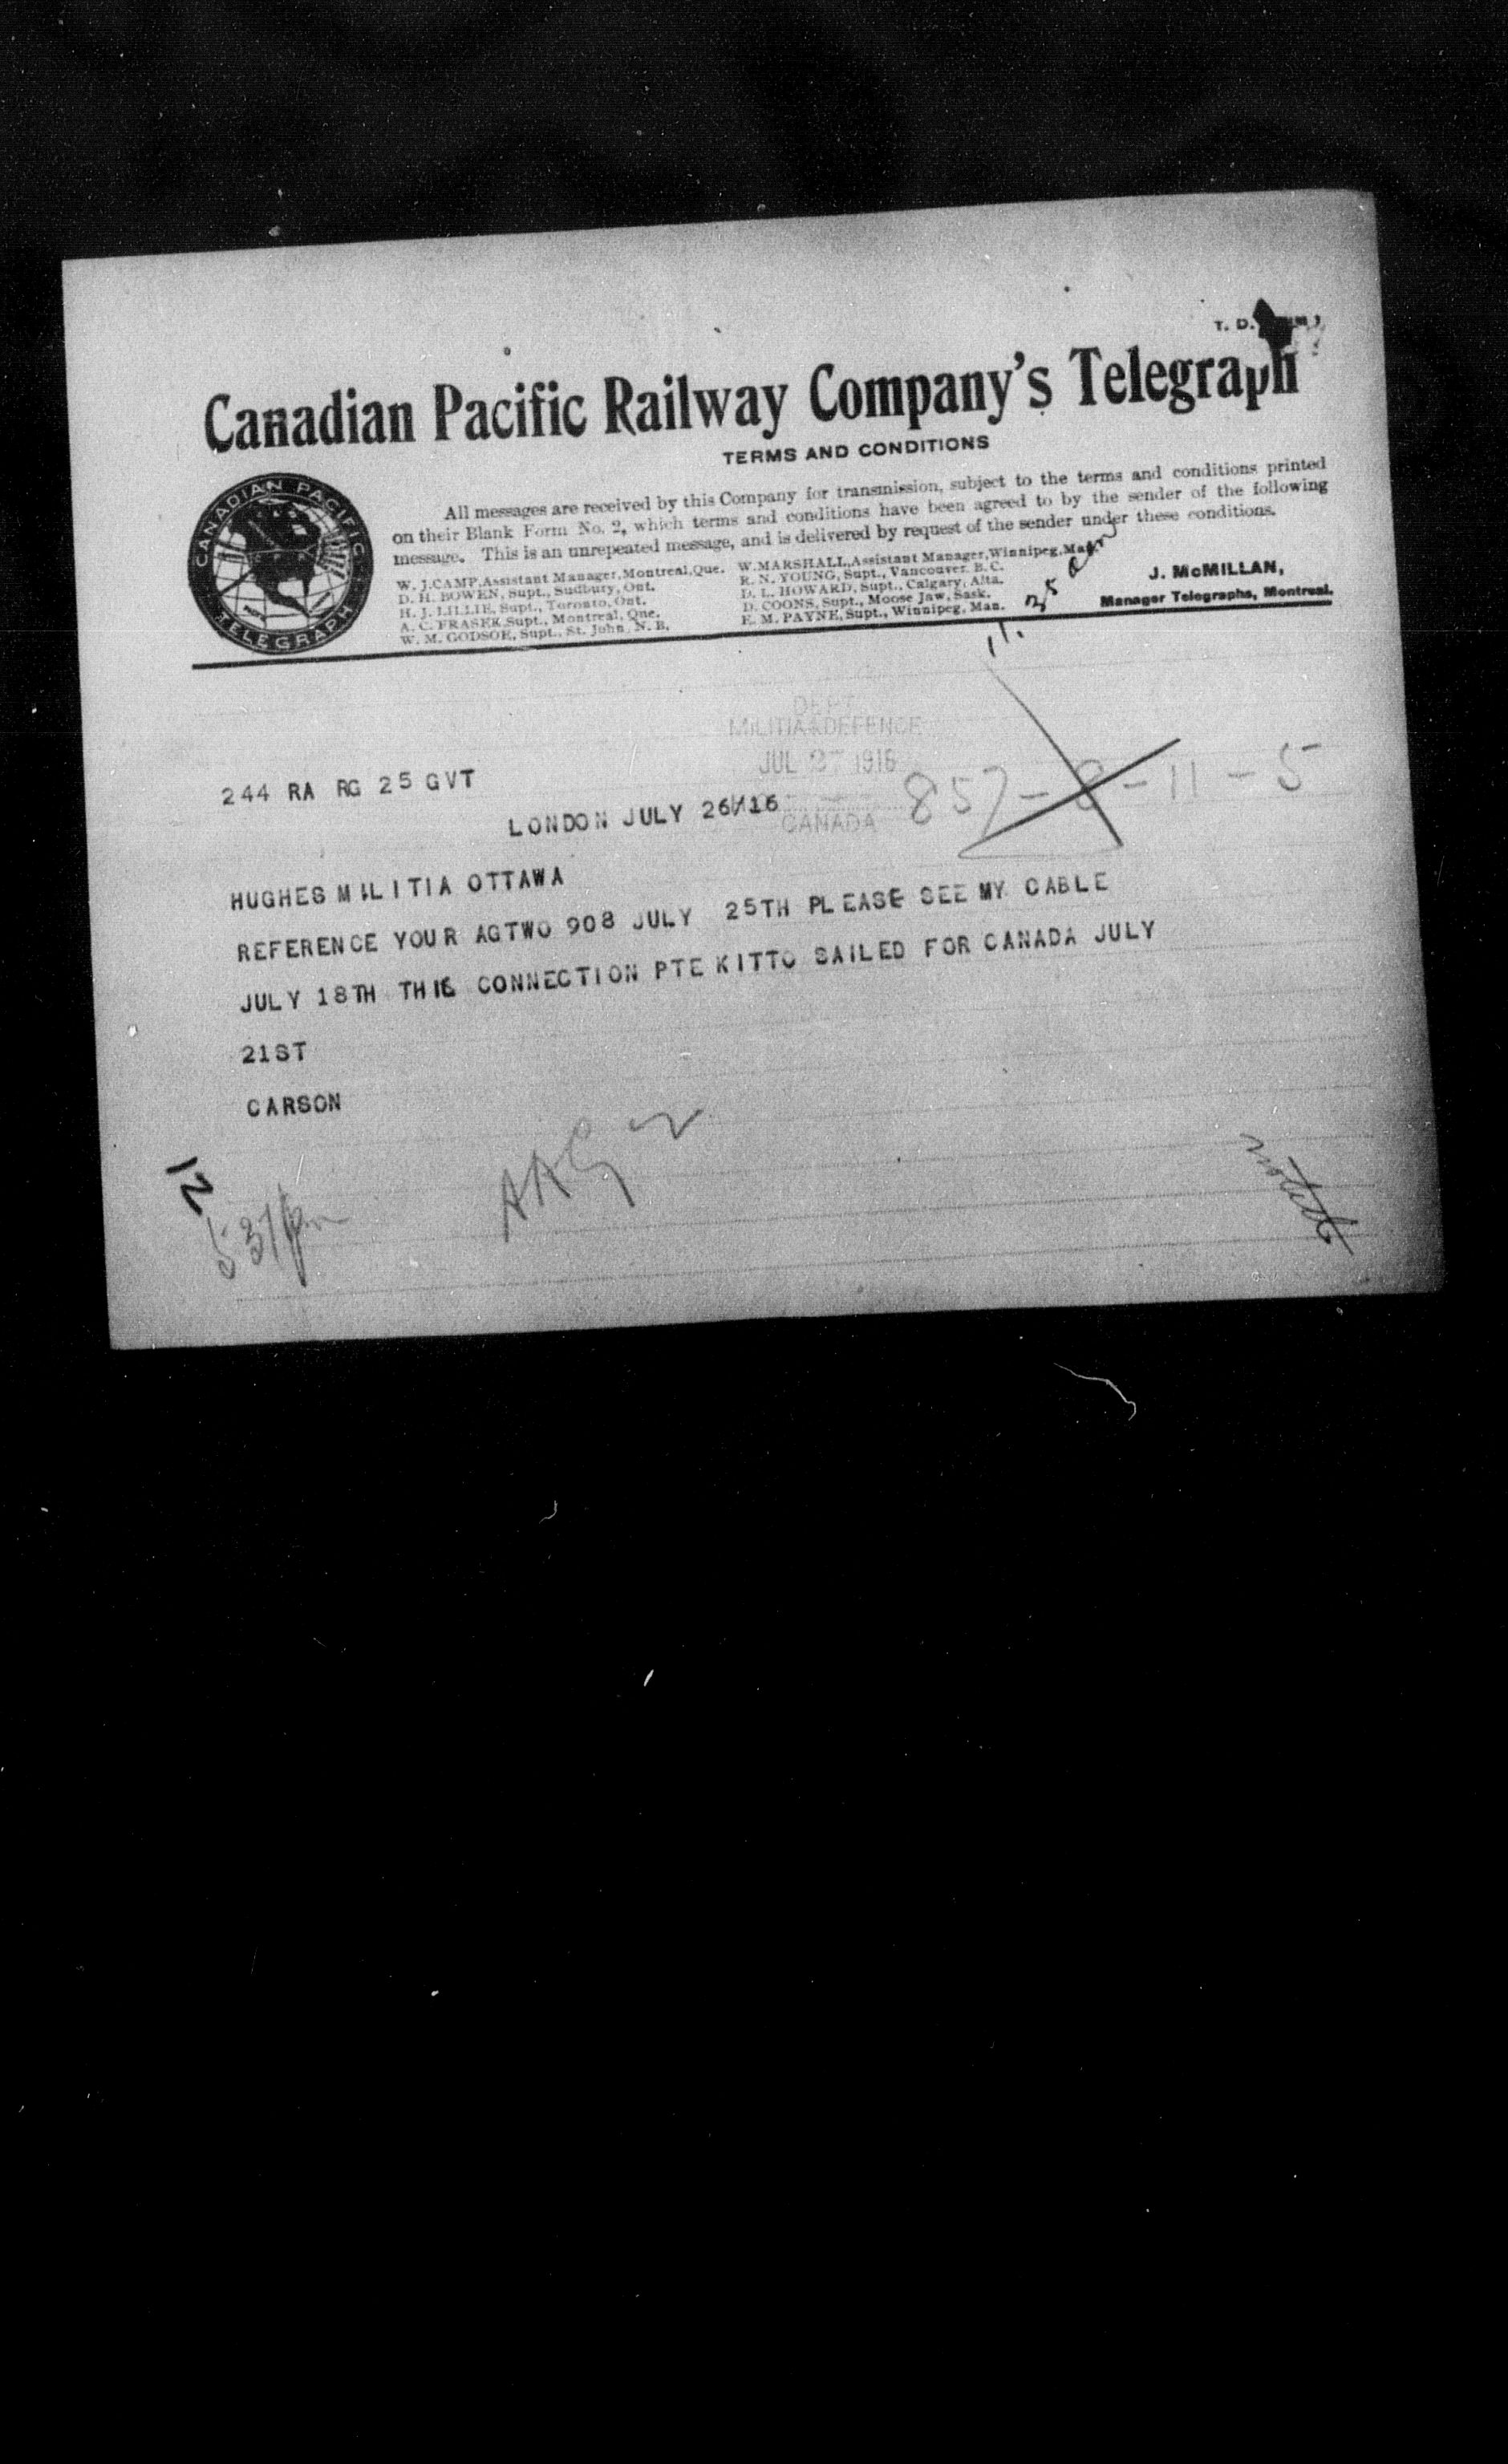 T. D.
Canadian Pacific Railway Company's Telegraph
TERMS AND CONDITIONS
CANADIAN PACIFIC
TELEGRAPH
All messages are received by this Company for transmission, subject to the terms and conditions printed
on their Blank Form No. 2, which terms and conditions have been agreed to by the sender of the following
message. This is an unrepeated message, and is delivered by request of the sender under these conditions.
W. J. CAMP, Assistant Manager, Montreal, Que.
D. H. BOWEN, Supt., Sudbury, Ont.
H. J. LILLIE, Supt., Toronto, Ont.
A. C. FRASER, Supt., Montreal, Que.
W. M. GODSOE, Supt., St. John, N. B.
W. MARSHALL, Assistant Manager, Winnipeg, Man.
R. N. YOUNG, Supt., Vancouver, B. C.
D. L. HOWARD, Supt., Calgary, Alta.
D. COONS, Supt., Moose Jaw, Sask.
E. M. PAYNE, Supt., Winnipeg, Man.
J. McMILLAN,
Manager Telegraphs, Montreal.
DEPT
MILITIA & DEFENCE
JUL 27 1916
CANADA
857-8-11-5
244 RA RG 25 GVT
LONDON JULY 26/16
HUGHES MILITIA OTTAWA
REFERENCE YOUR AGTWO 908 JULY 25TH PLEASE SEE MY CABLE
JULY 18TH THIS CONNECTION PTE KITTO SAILED FOR CANADA JULY
21ST
CARSON
12
531pm
AAG 2